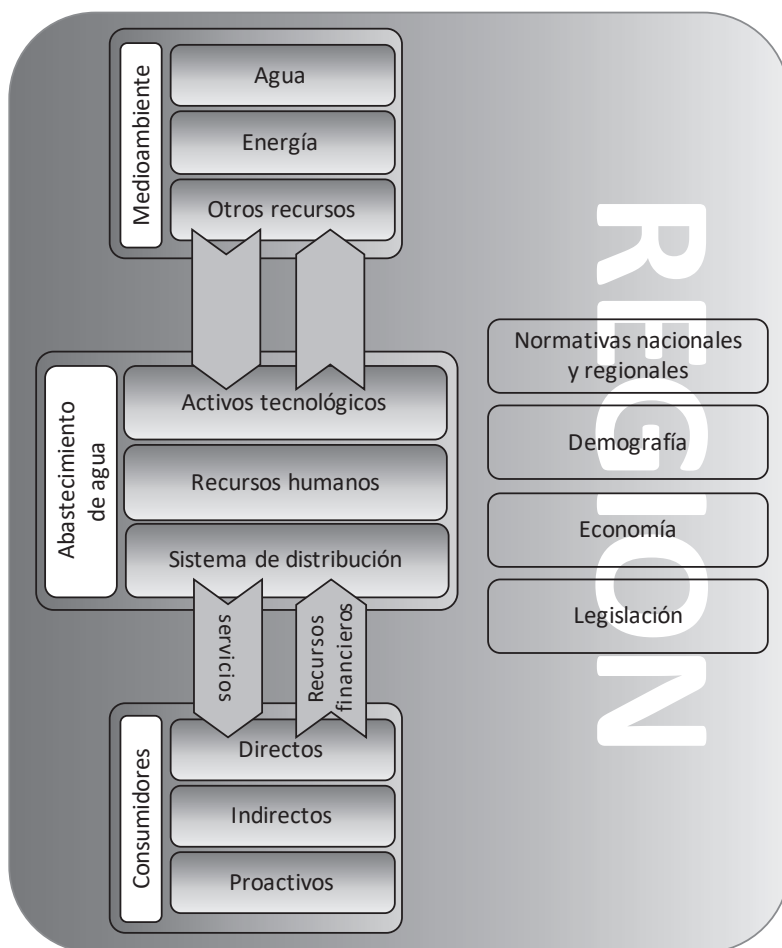 Medioambiente
Agua
Energía
Otros recursos
Abastecimiento
de agua
Activos tecnológicos
Recursos humanos
Sistema de distribución
servicios
Recursos
financieros
Consumidores
Directos
Indirectos
Proactivos
REGION
Normativas nacionales
y regionales
Demografía
Economía
Legislación